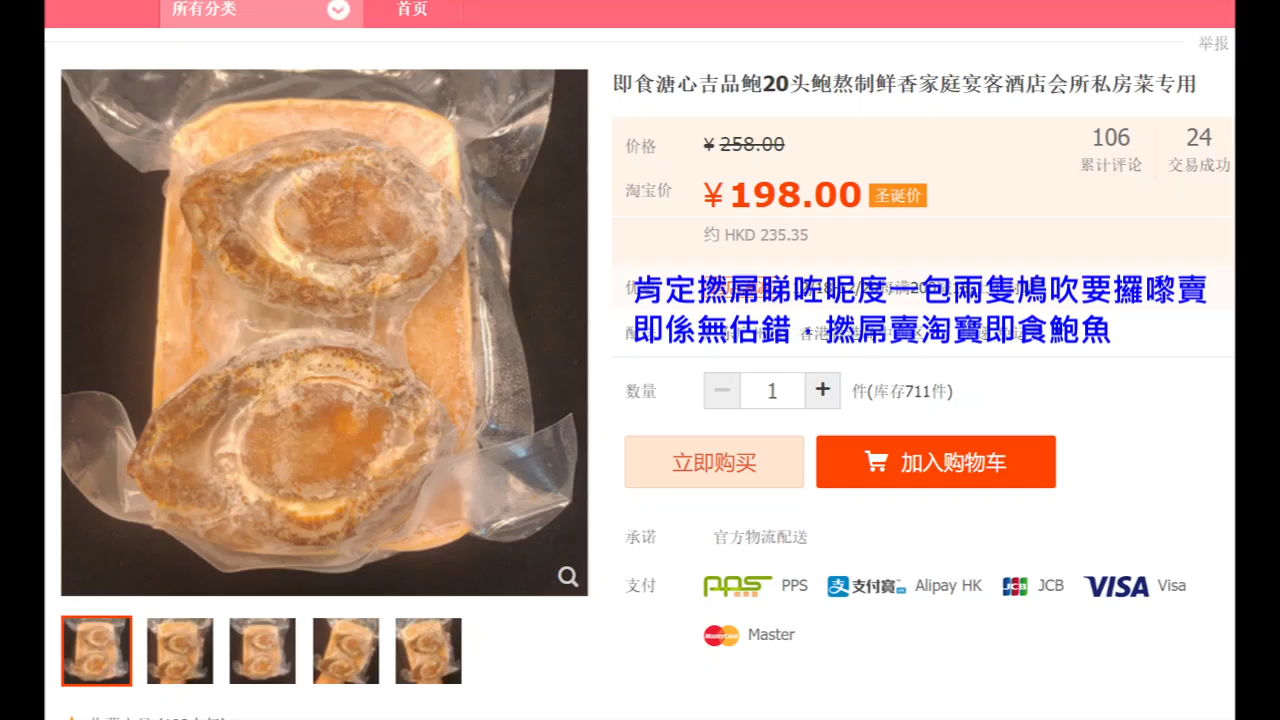 所有分类
首页
举报
即食溏心吉品鲍20头鲍熬制鲜香家庭宴客酒店会所私房菜专用
价格
¥ 258.00
106
累计评论
24
交易成功
淘宝价
¥ 198.00 圣诞价
约 HKD 235.35
肯定撚屌睇咗呢度一包兩隻鳩吹要攞嚟賣
即係無估錯，撚屌賣淘寶即食鮑魚
数量
1
件(库存711件)
立即购买
加入购物车
承诺
官方物流配送
支付
PPS PPS
支付宝 Alipay HK
JCB JCB
VISA Visa
MasterCard Master